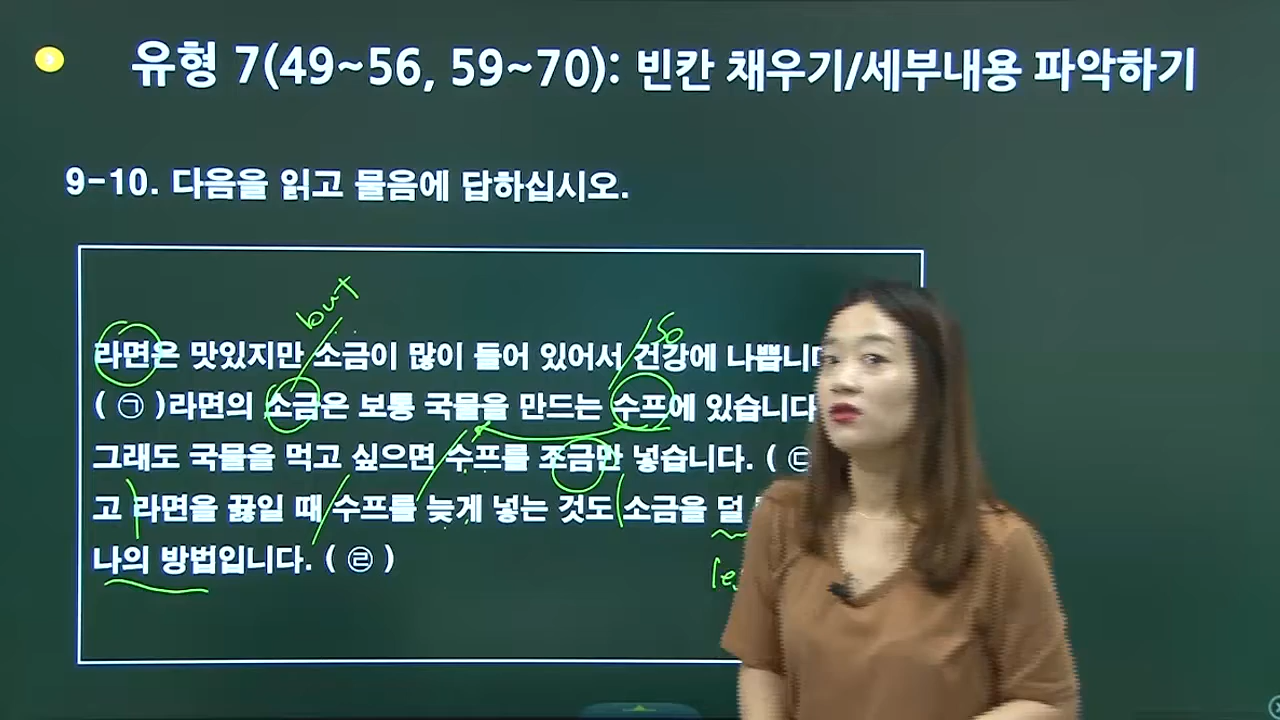 유형 7(49~56, 59~70): 빈칸 채우기/세부내용 파악하기
9-10. 다음을 읽고 물음에 답하십시오.
but
so
라면은 맛있지만 소금이 많이 들어 있어서 건강에 나쁩니다
( ㉠ )라면의 소금은 보통 국물을 만드는 수프에 있습니다
그래도 국물을 먹고 싶으면 수프를 조금만 넣습니다. ( ㉢
고 라면을 끓일 때 수프를 늦게 넣는 것도 소금을 덜
나의 방법입니다. ( ㉣ )